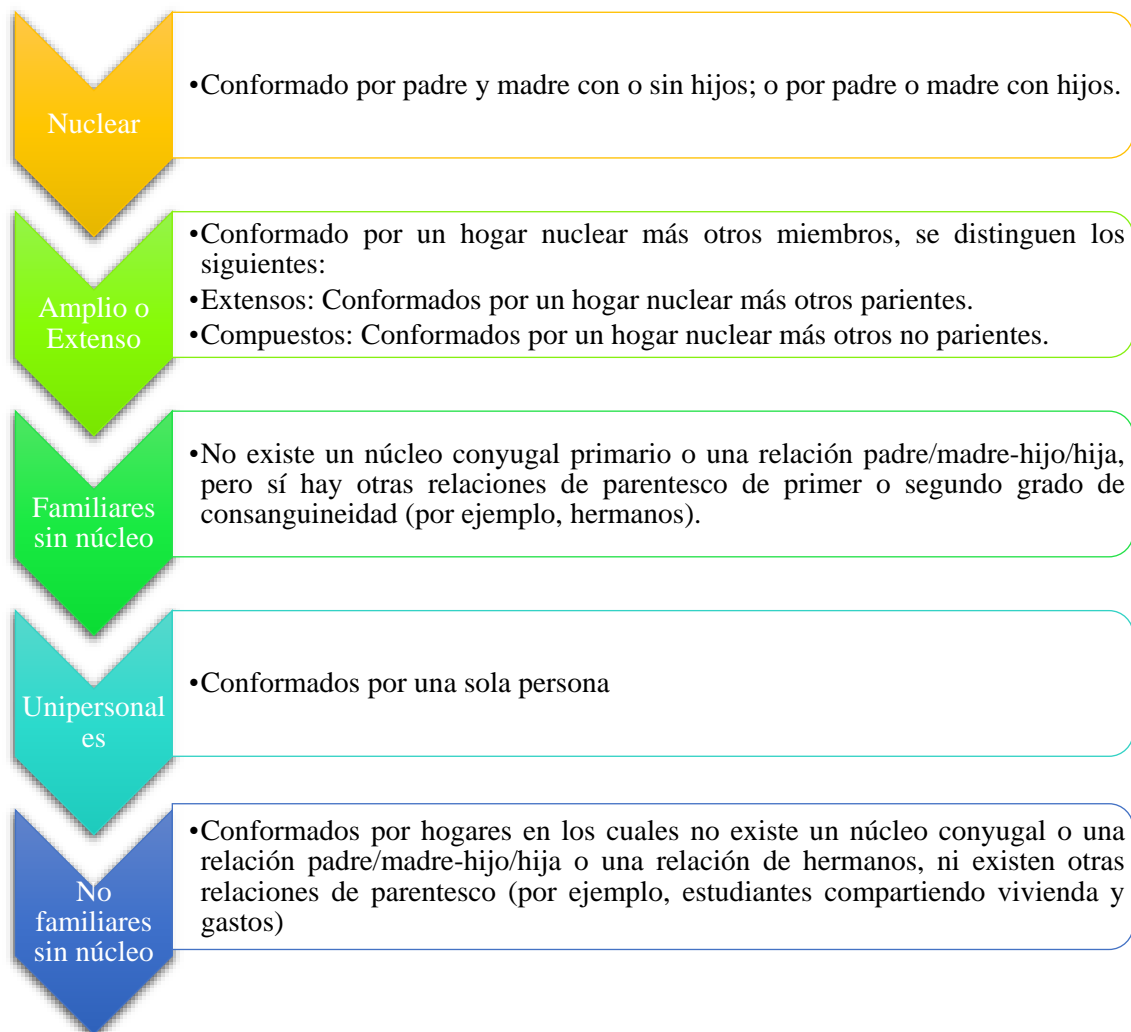 Nuclear
•Conformado por padre y madre con o sin hijos; o por padre o madre con hijos.
Amplio o
Extenso
•Conformado por un hogar nuclear más otros miembros, se distinguen los
siguientes:
•Extensos: Conformados por un hogar nuclear más otros parientes.
•Compuestos: Conformados por un hogar nuclear más otros no parientes.
Familiares
sin núcleo
•No existe un núcleo conyugal primario o una relación padre/madre-hijo/hija,
pero sí hay otras relaciones de parentesco de primer o segundo grado de
consanguineidad (por ejemplo, hermanos).
Unipersonal
es
•Conformados por una sola persona
No
familiares
sin núcleo
•Conformados por hogares en los cuales no existe un núcleo conyugal o una
relación padre/madre-hijo/hija o una relación de hermanos, ni existen otras
relaciones de parentesco (por ejemplo, estudiantes compartiendo vivienda y
gastos)